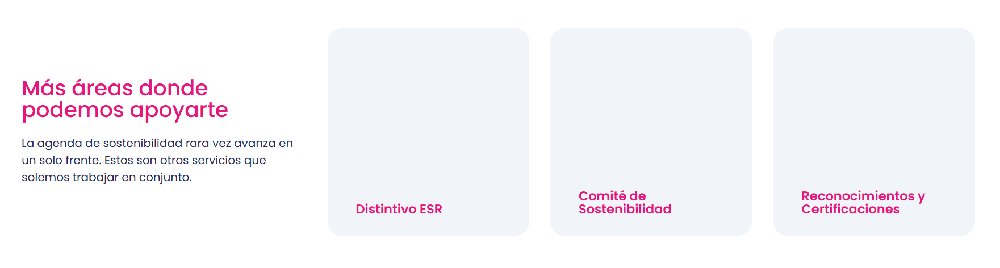 Más áreas donde
podemos apoyarte
La agenda de sostenibilidad rara vez avanza en
un solo frente. Estos son otros servicios que
solemos trabajar en conjunto.
Distintivo ESR
Comité de
Sostenibilidad
Reconocimientos y
Certificaciones